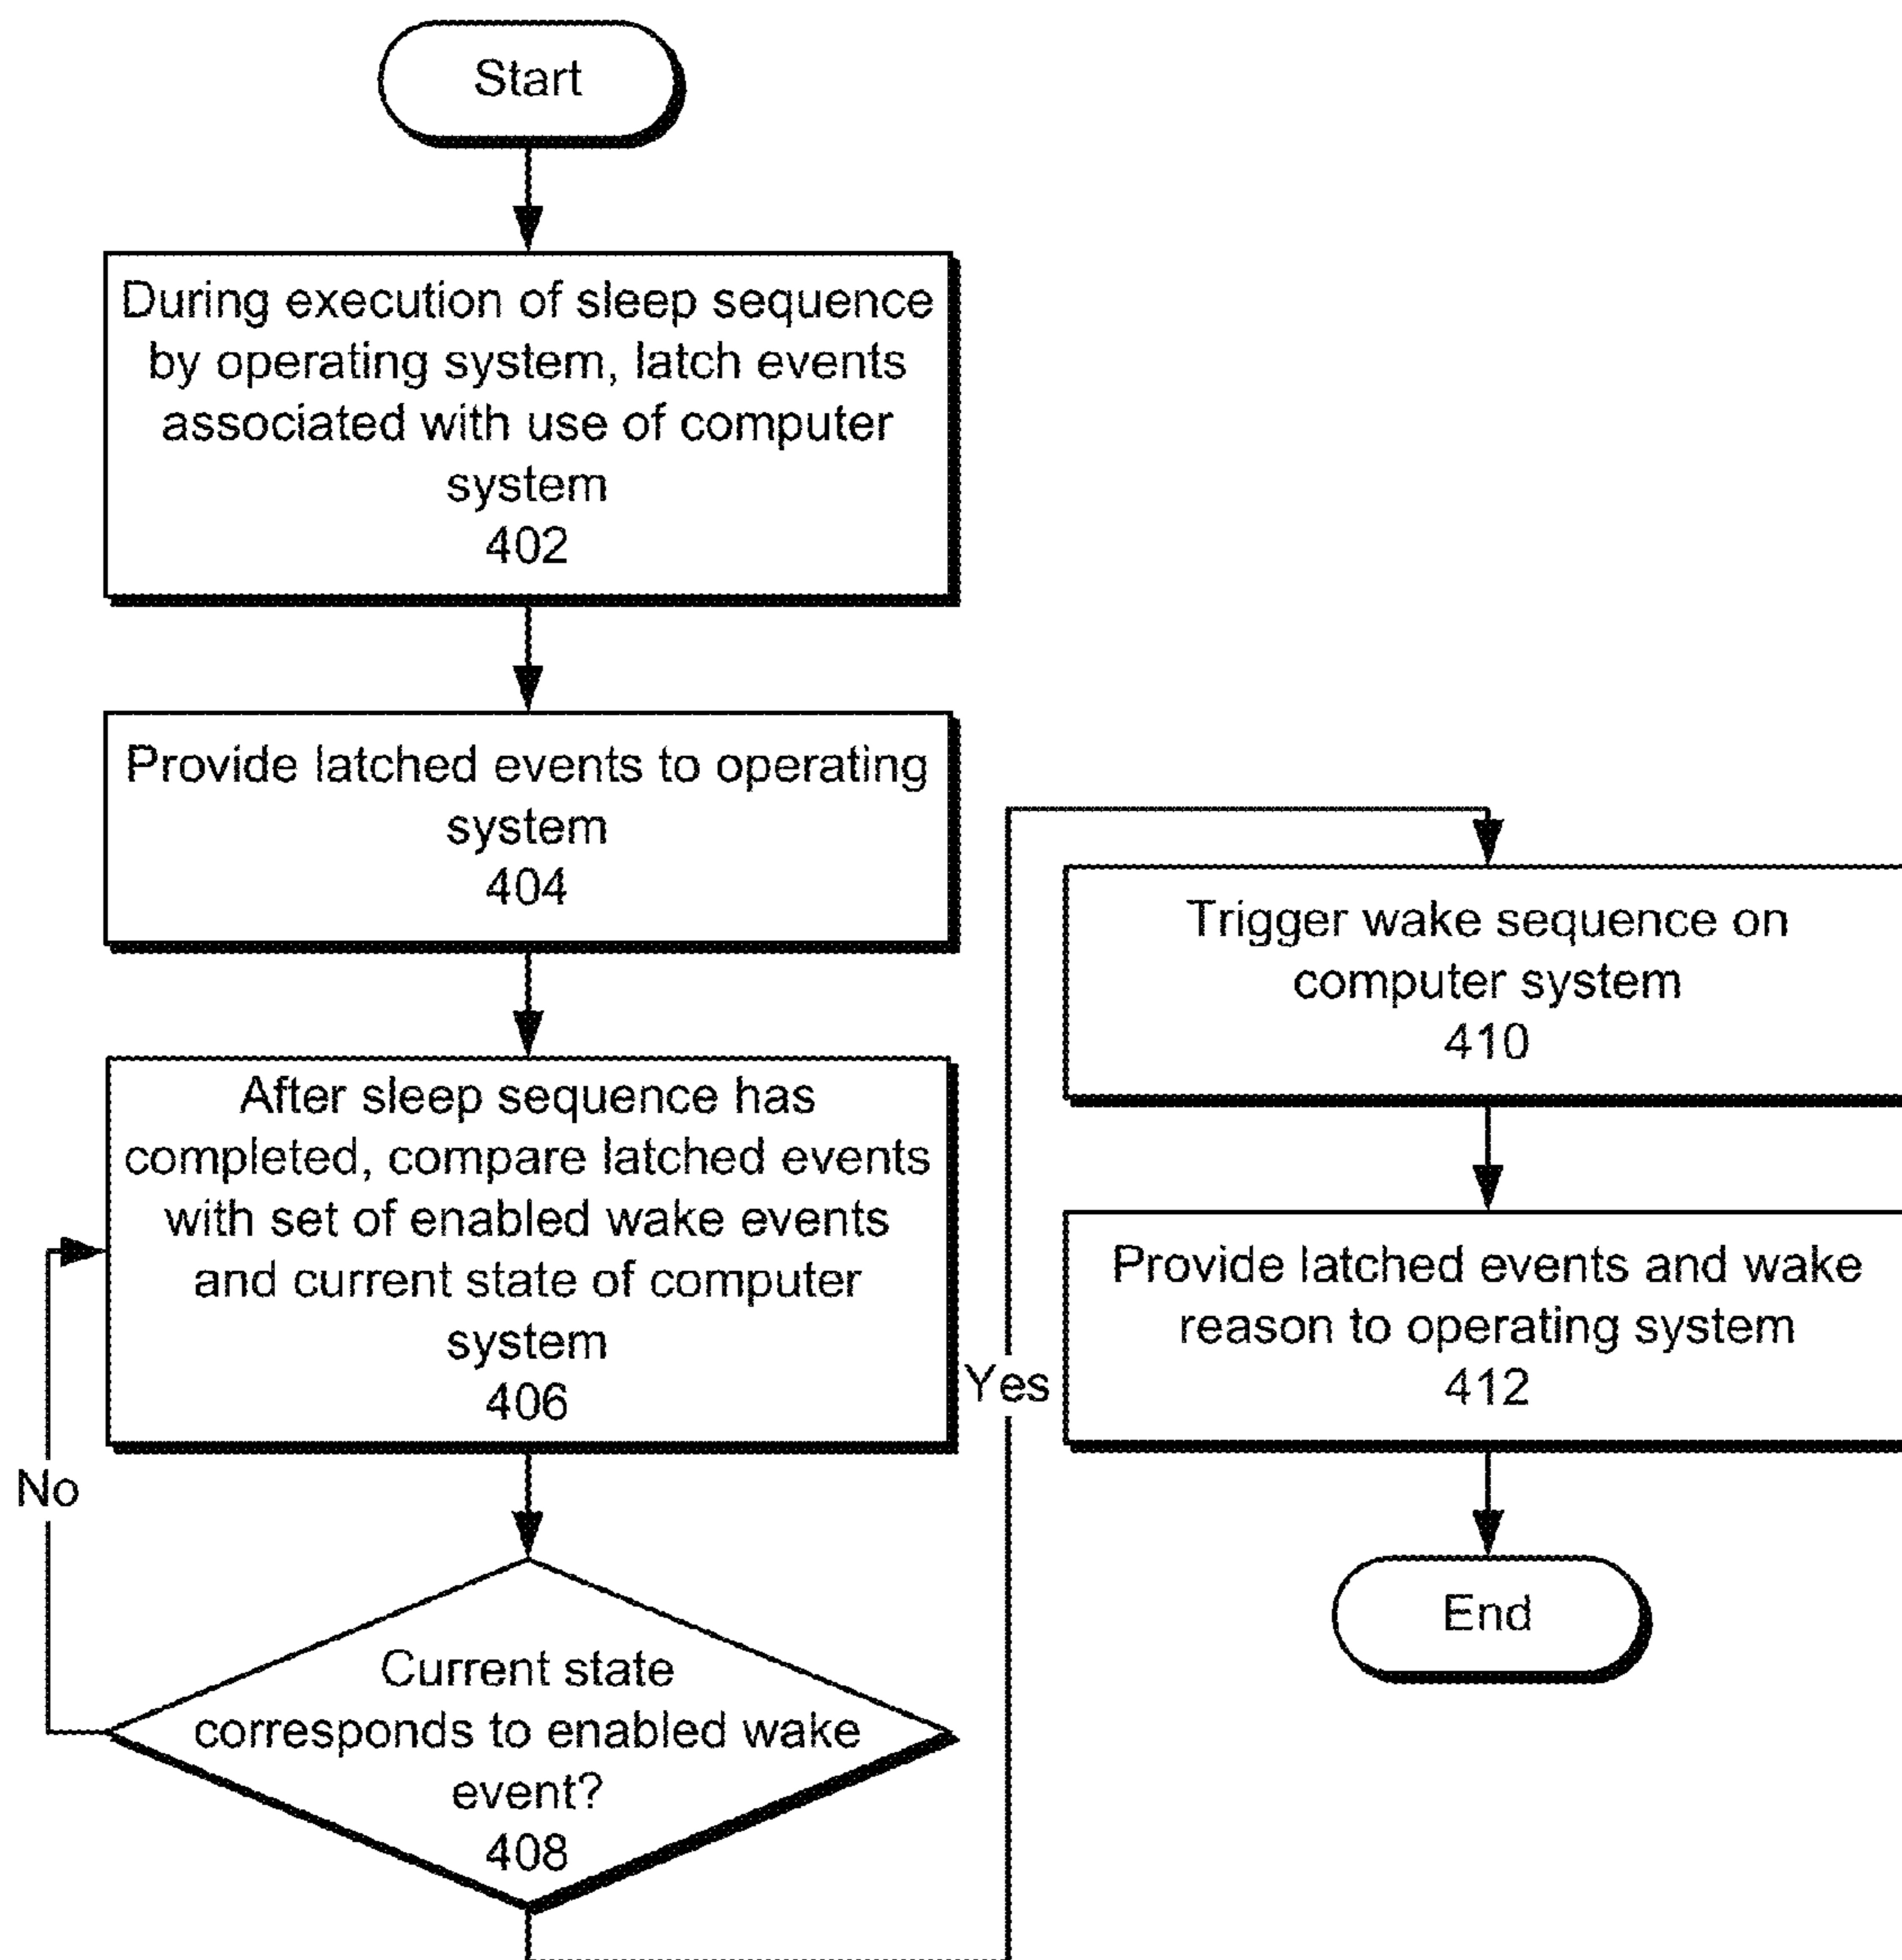 Start
During execution of sleep sequence
by operating system, latch events
associated with use of computer
system
402
Provide latched events to operating
system
404
After sleep sequence has
completed, compare latched events
with set of enabled wake events
and current state of computer
system
406
No
Current state
corresponds to enabled wake
event?
408
Yes
Trigger wake sequence on
computer system
410
Provide latched events and wake
reason to operating system
412
End